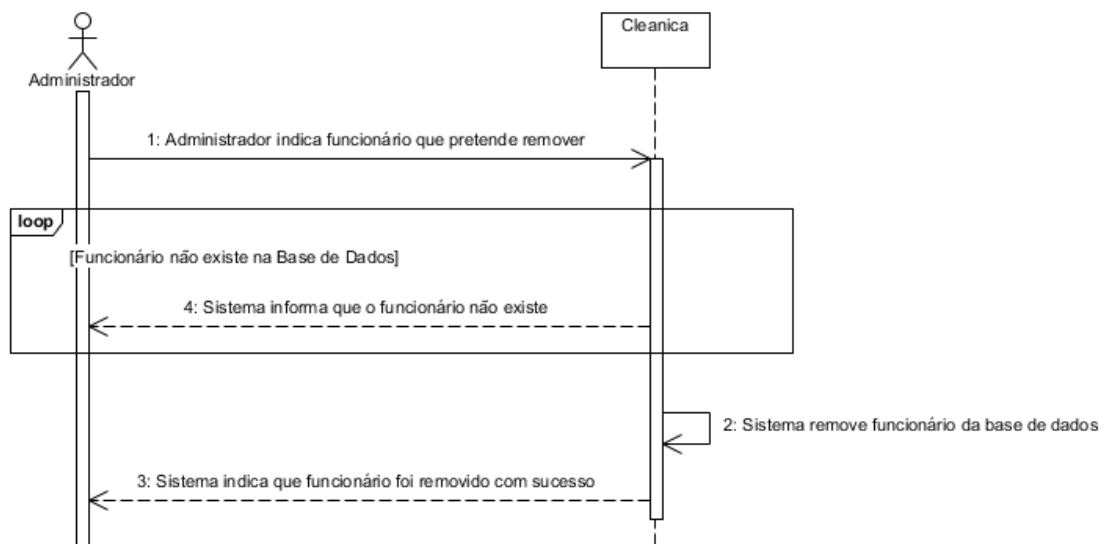 Cleanica
Administrador
1: Administrador indica funcionário que pretende remover
loop
[Funcionário não existe na Base de Dados]
4: Sistema informa que o funcionário não existe
2: Sistema remove funcionário da base de dados
3: Sistema indica que funcionário foi removido com sucesso